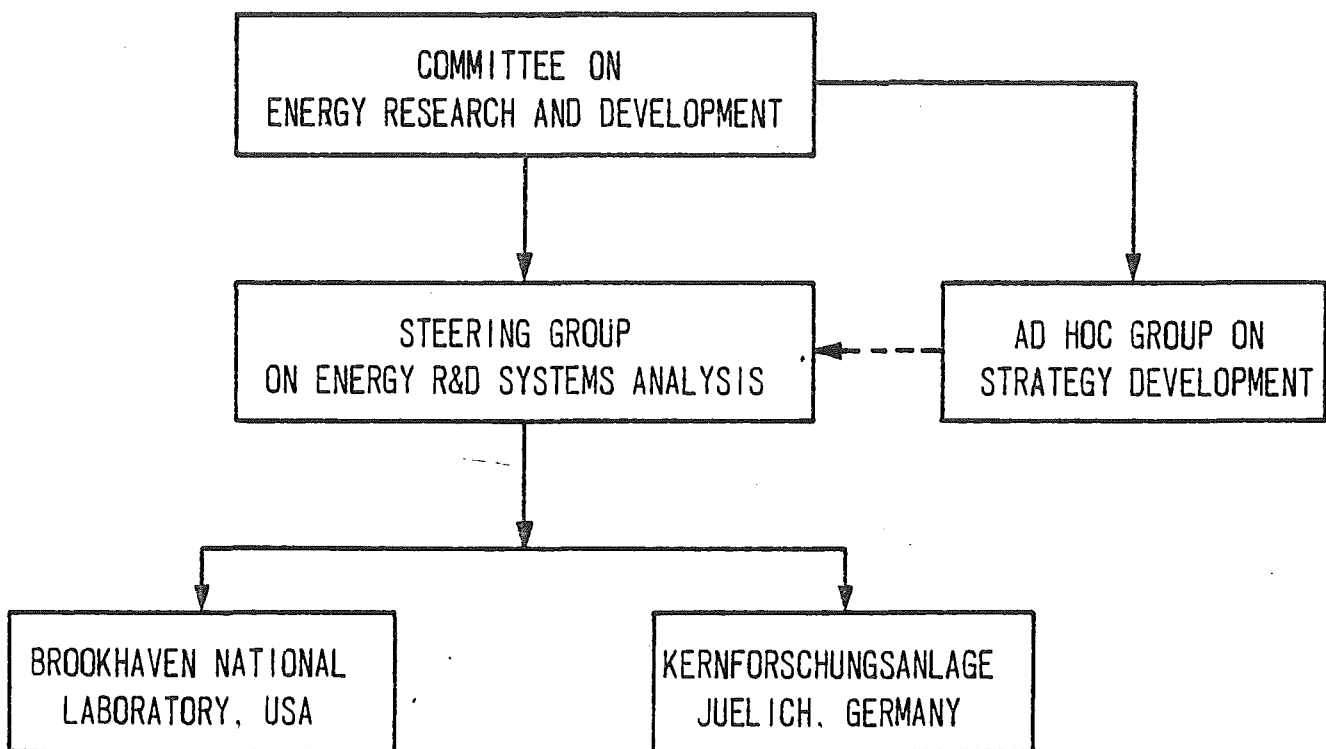 COMMITTEE ON
ENERGY RESEARCH AND DEVELOPMENT
STEERING GROUP
ON ENERGY R&D SYSTEMS ANALYSIS
AD HOC GROUP ON
STRATEGY DEVELOPMENT
BROOKHAVEN NATIONAL
LABORATORY, USA
KERNFORSCHUNGSANLAGE
JUELICH. GERMANY